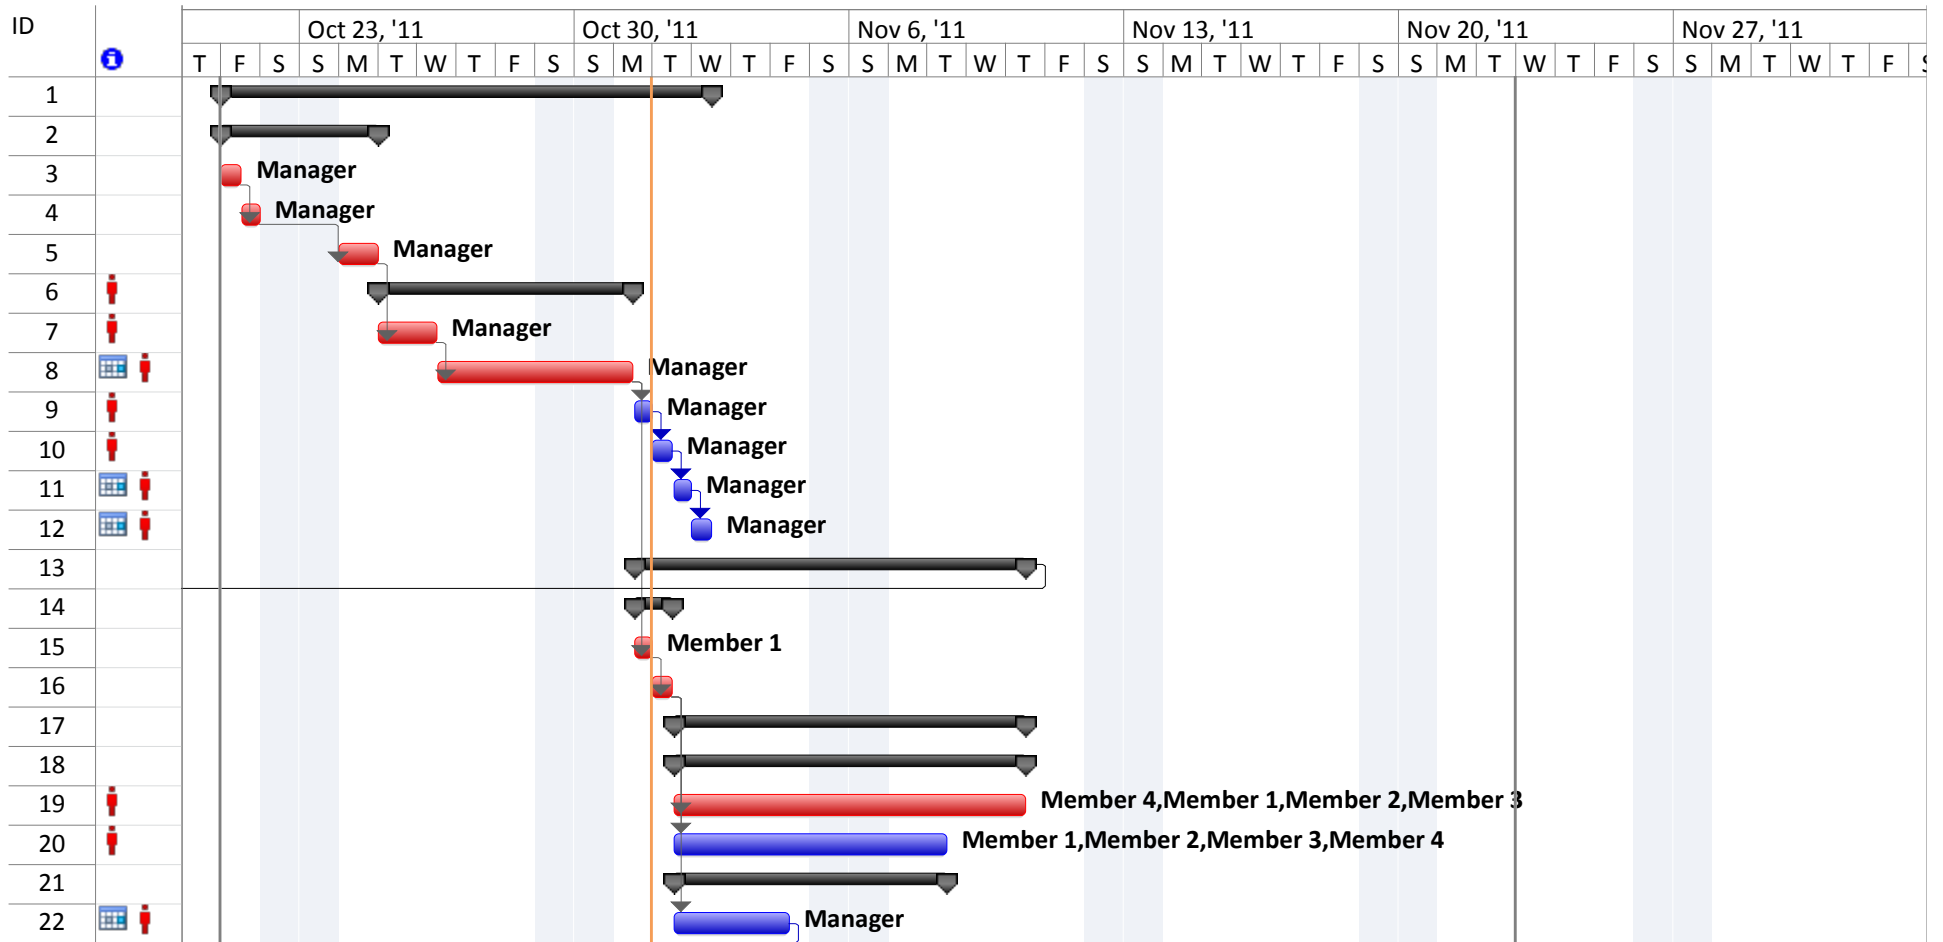 ID
Oct 23, '11 Oct 30, '11 Nov 6, '11 Nov 13, '11 Nov 20, '11 Nov 27, '11
T F S S M T W T F S S M T W T F S S M T W T F S S M T W T F S S M T W T F S S M T W T F S
1
2
3 Manager
4 Manager
5 Manager
6
7 Manager
8 Manager
9 Manager
10 Manager
11 Manager
12 Manager
13
14
15 Member 1
16
17
18
19 Member 4,Member 1,Member 2,Member 3
20 Member 1,Member 2,Member 3,Member 4
21
22 Manager